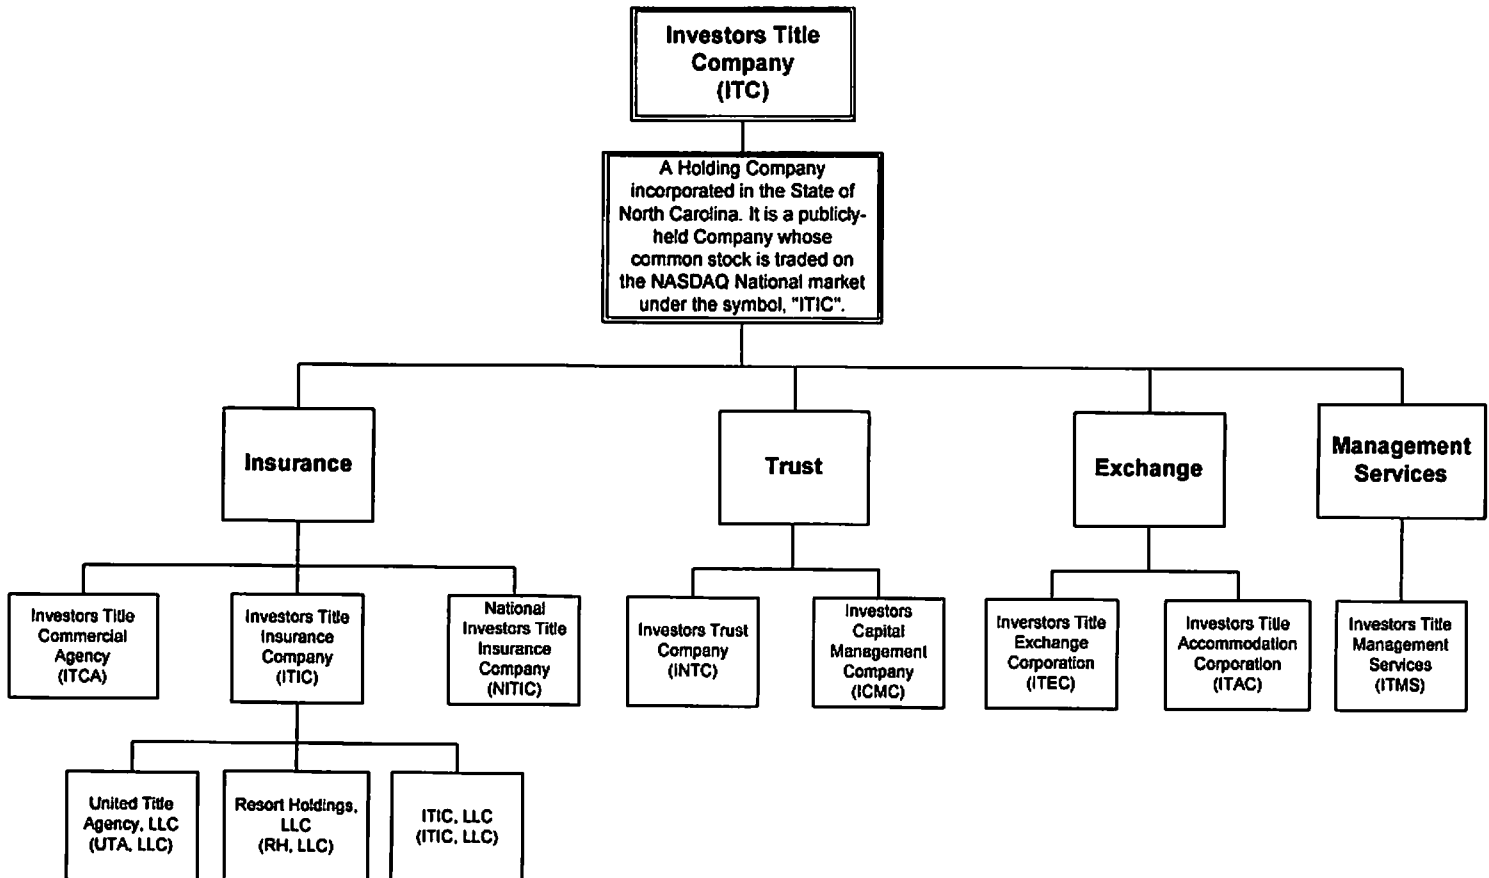 Investors Title
Company
(ITC)
A Holding Company
incorporated in the State of
North Carolina. It is a publicly-
held Company whose
common stock is traded on
the NASDAQ National market
under the symbol, "ITIC".
Insurance
Trust
Exchange
Management
Services
Investors Title
Commercial
Agency
(ITCA)
Investors Title
Insurance
Company
(ITIC)
National
Investors Title
Insurance
Company
(NITIC)
Investors Trust
Company
(INTC)
Investors
Capital
Management
Company
(ICMC)
Inverstors Title
Exchange
Corporation
(ITEC)
Investors Title
Accommodation
Corporation
(ITAC)
Investors Title
Management
Services
(ITMS)
United Title
Agency, LLC
(UTA, LLC)
Resort Holdings,
LLC
(RH, LLC)
ITIC, LLC
(ITIC, LLC)